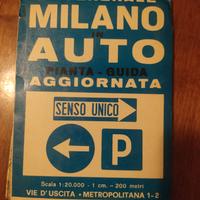 MILANO
in
AUTO
PIANTA - GUIDA
AGGIORNATA
SENSO UNICO
P
Scala 1:20.000 - 1 cm. = 200 metri
VIE D'USCITA • METROPOLITANA 1-2